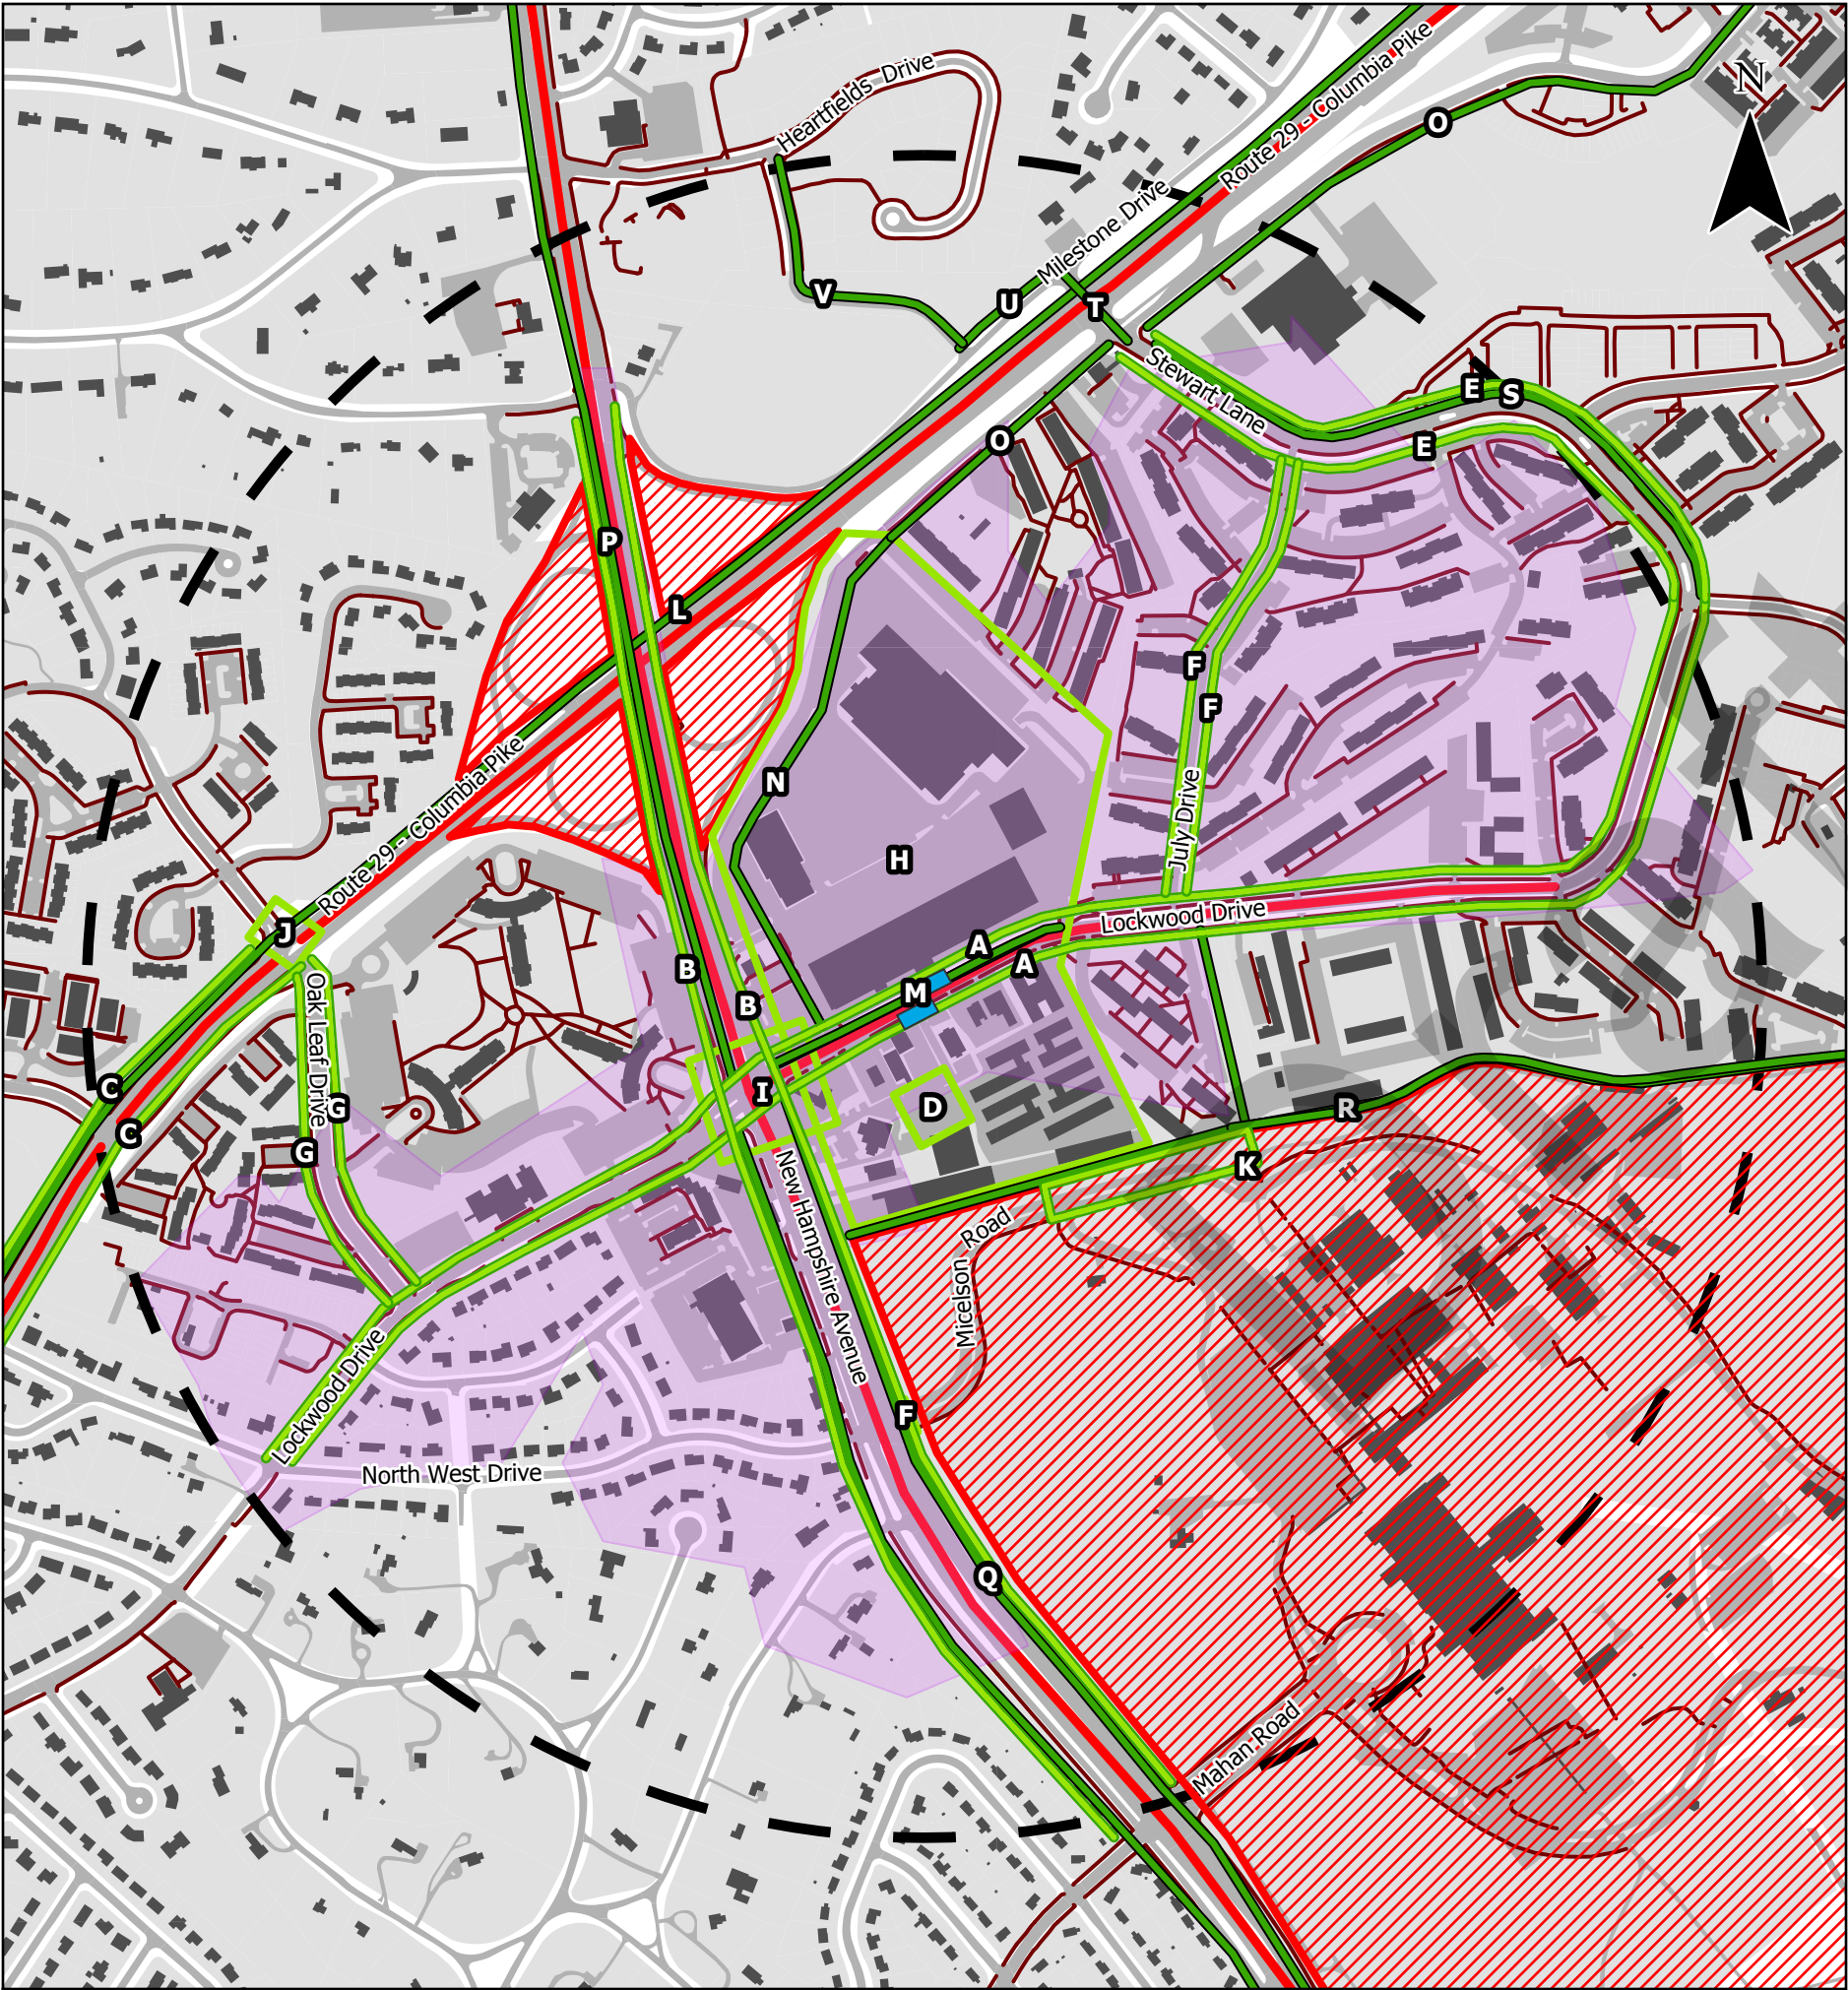 Heartfields Drive
Route 29 - Columbia Pike
N
O
Milestone Drive
V
U
T
Stewart Lane
E
S
O
E
P
L
F
F
N
Route 29 - Columbia Pike
July Drive
H
J
Lockwood Drive
A
A
B
M
B
Oak Leaf Drive
C
I
G
D
R
C
G
K
New Hampshire Avenue
Road
Micelson
Lockwood Drive
F
North West Drive
Q
Mahan Road